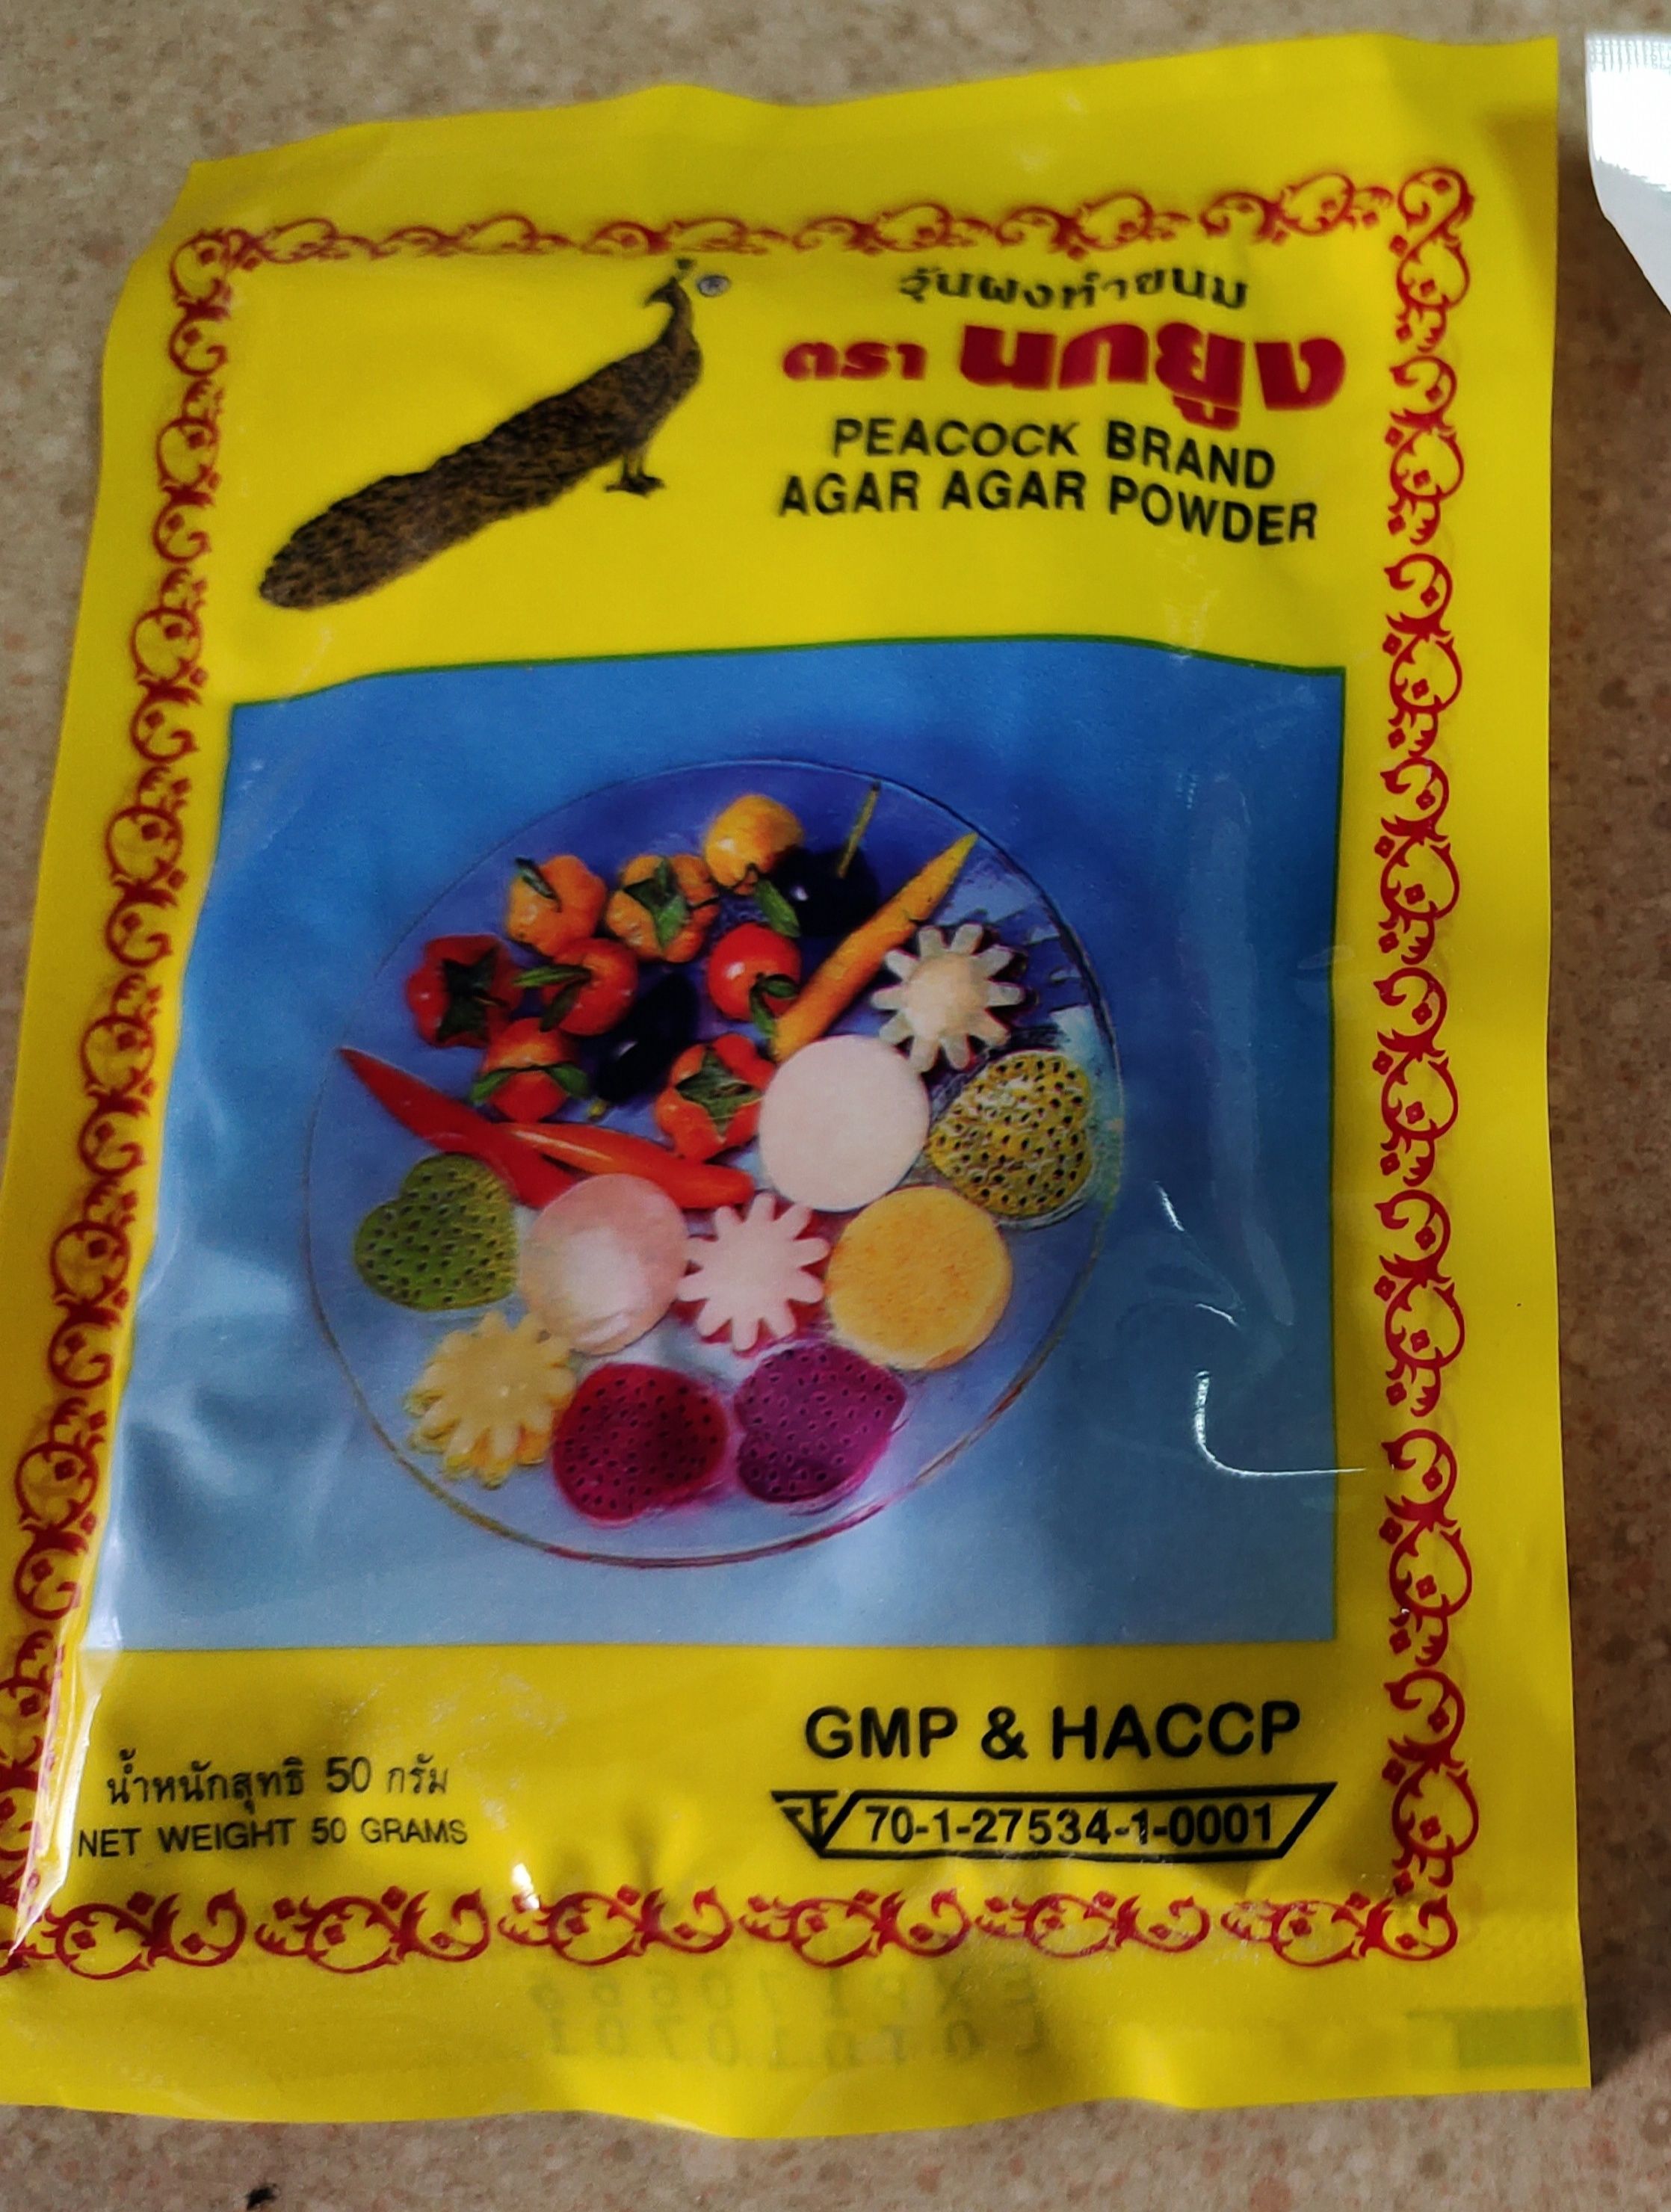 วุ้นผงทำขนม
ตรา นกยูง
®
PEACOCK BRAND
AGAR AGAR POWDER
GMP & HACCP
น้ำหนักสุทธิ 50 กรัม
NET WEIGHT 50 GRAMS
70-1-27534-1-0001